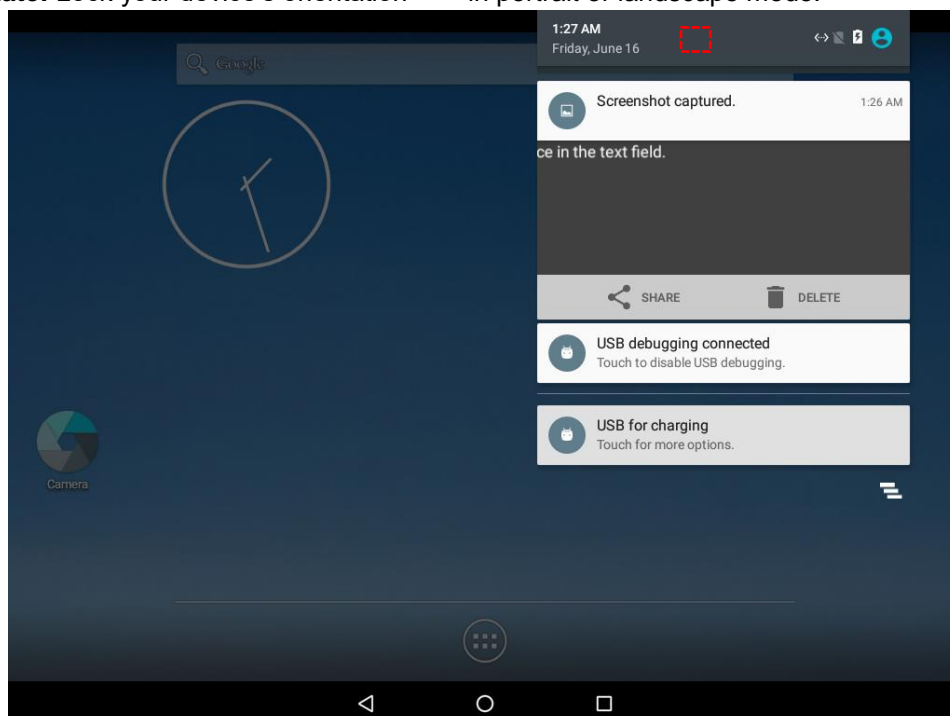 Lock your device's orientation in portrait or landscape mode.
1:27 AM
Friday, June 16
Google
Screenshot captured.
1:26 AM
ce in the text field.
SHARE
DELETE
USB debugging connected
Touch to disable USB debugging.
USB for charging
Touch for more options.
Camera